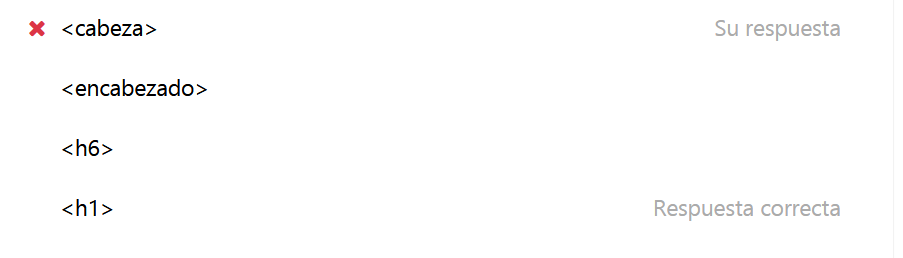 <cabeza> Su respuesta
<encabezado>
<h6>
<h1> Respuesta correcta